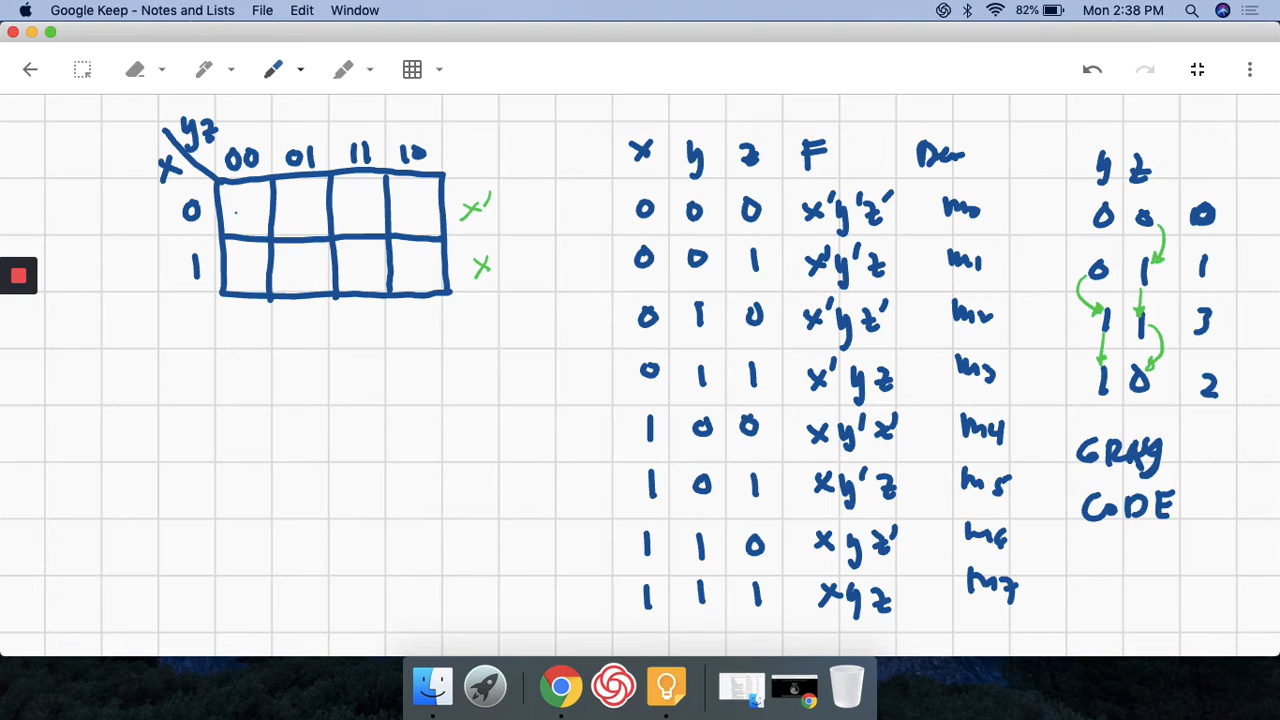 Google Keep - Notes and Lists File Edit Window 82% Mon 2:38 PM
yz
x 00 01 11 10
0 x'
1 x
x y z F Den
0 0 0 x'y'z' m0
0 0 1 x'y'z m1
0 1 0 x'yz' m2
0 1 1 x'yz m3
1 0 0 xy'z' m4
1 0 1 xy'z m5
1 1 0 xyz' m6
1 1 1 xyz m7
y z
0 0 0
0 1 1
1 1 3
1 0 2
GRAY
CODE